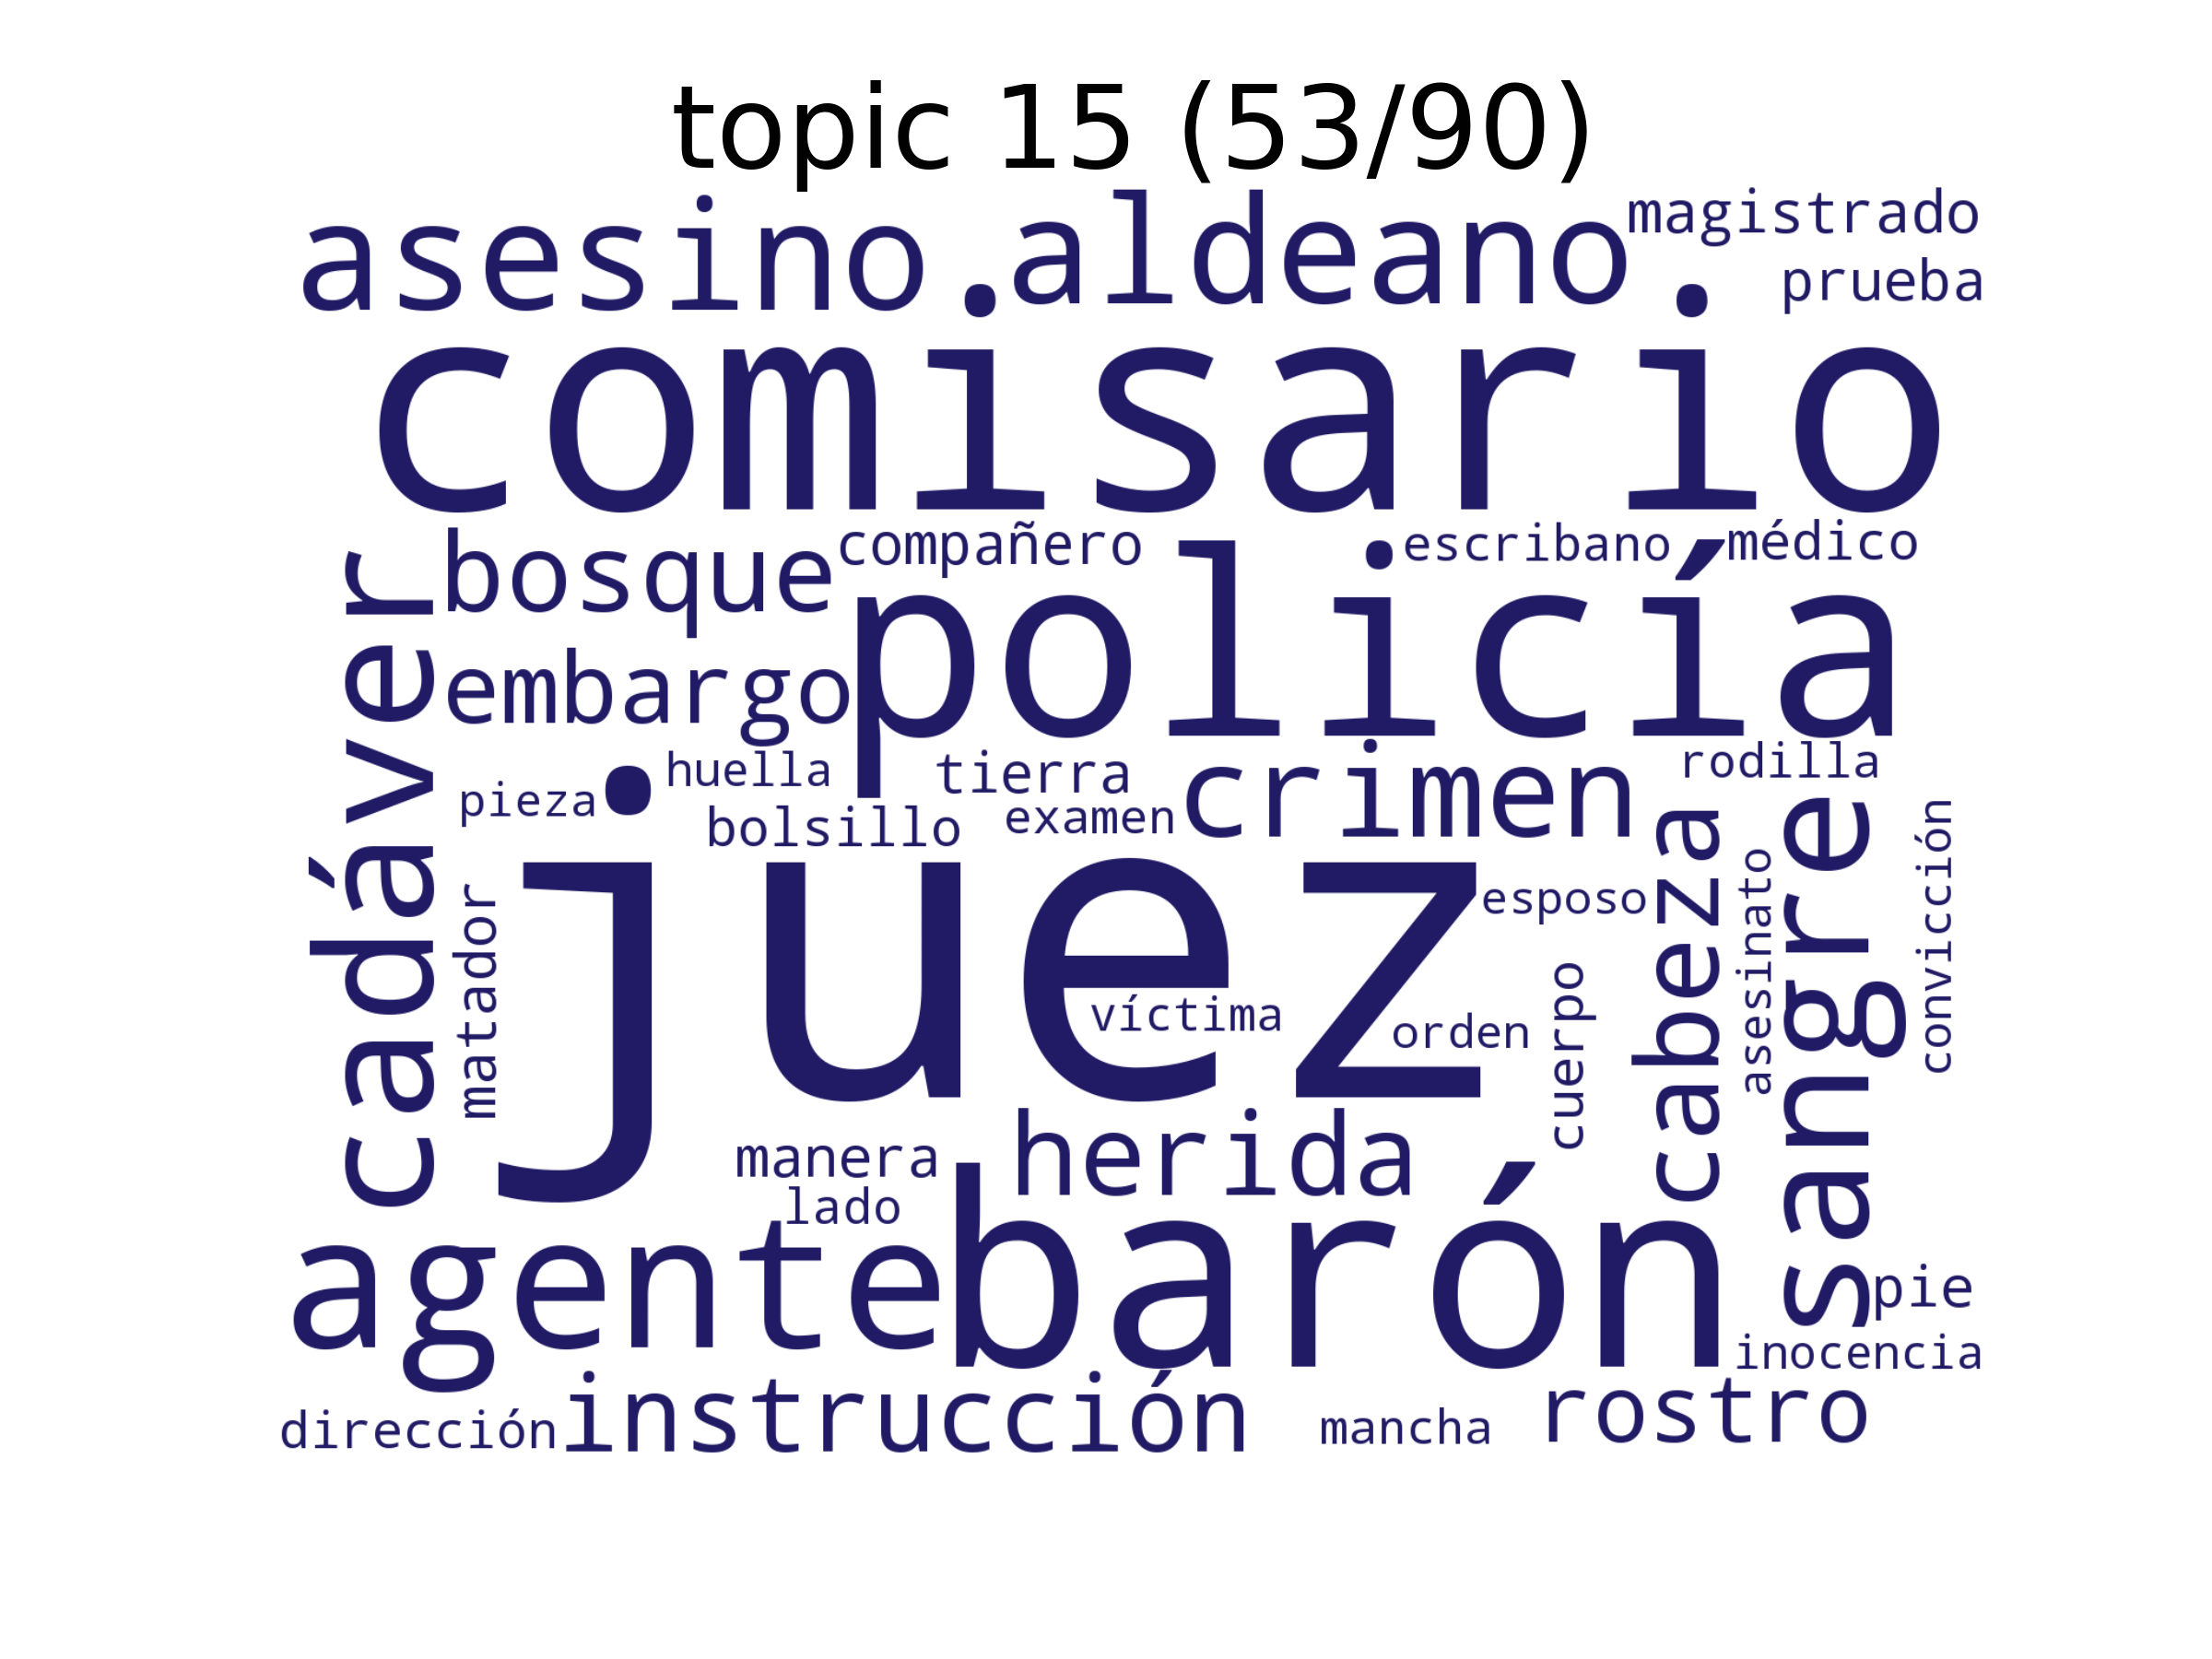 topic 15 (53/90)
asesino
aldeano
magistrado
prueba
comisario
bosque
compañero
escribano
médico
policía
cadáver
embargo
huella
tierra
crimen
rodilla
pieza
bolsillo
examen
juez
esposo
cabeza
sangre
asesinato
convicción
matador
víctima
orden
cuerpo
manera
herida
lado
agente
barón
pie
inocencia
dirección
instrucción
mancha
rostro